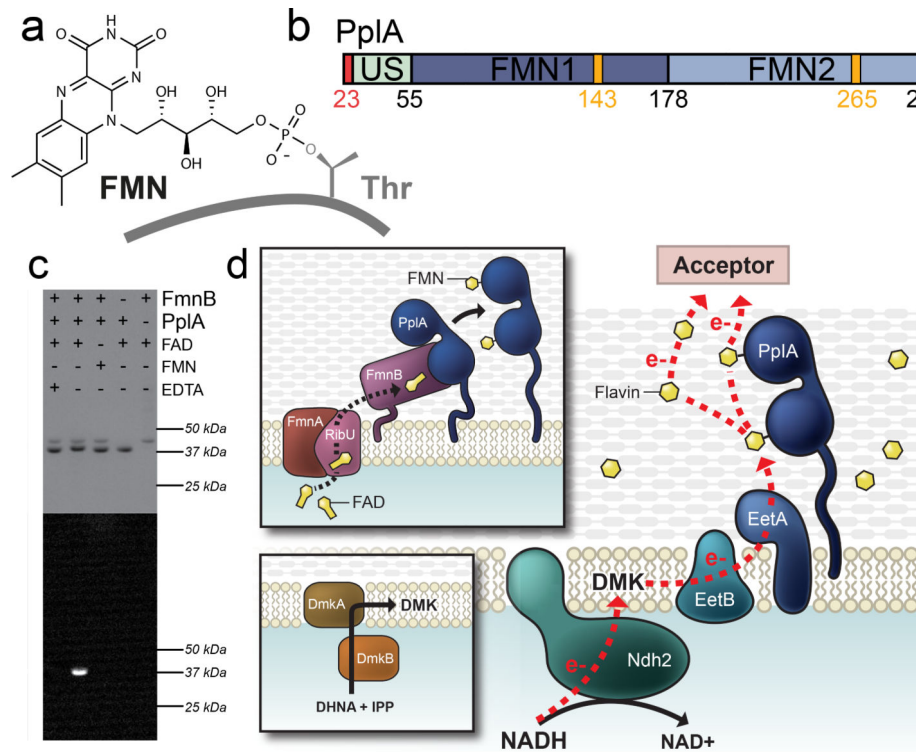 a
O
NH
O
N
N
N
N
OH
OH
OH
O
O
P
O
O
-
FMN
Thr
b
PplA
US
FMN1
FMN2
23
55
143
178
265
2
c
+ + + - + FmnB
+ + + + - PplA
+ + - + + FAD
- - + - - FMN
+ - - - - EDTA
50 kDa
37 kDa
25 kDa
50 kDa
37 kDa
25 kDa
d
FMN
PplA
FmnB
FmnA
RibU
FAD
DmkA
DMK
DmkB
DHNA + IPP
Acceptor
e-
e-
PplA
Flavin
EetA
e-
DMK
EetB
e-
Ndh2
NADH
NAD+